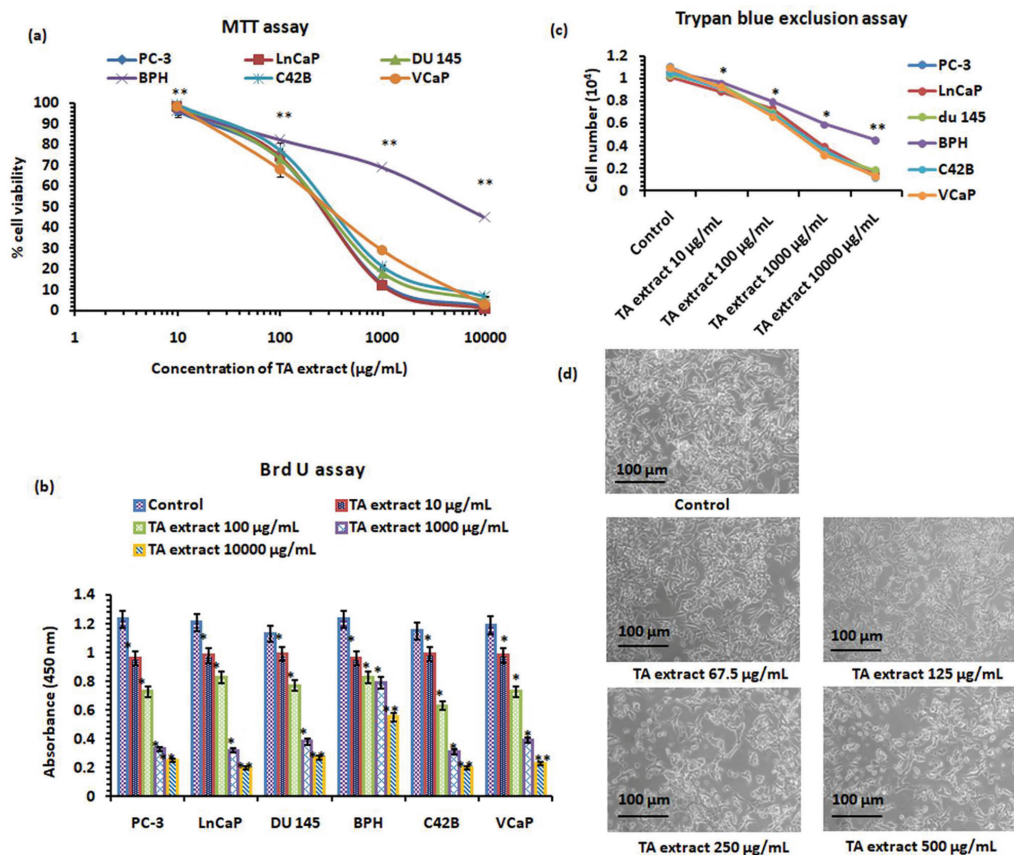 (a)
MTT assay
PC-3 LnCaP DU 145
BPH C42B VCaP
100
90
80
70
60
50
40
30
20
10
0
% cell viability
**
**
**
**
1 10 100 1000 10000
Concentration of TA extract (µg/mL)
(c)
Trypan blue exclusion assay
1.2
1
0.8
0.6
0.4
0.2
0
Cell number (10⁴)
*
*
*
**
PC-3
LnCaP
du 145
BPH
C42B
VCaP
Control
TA extract 10 µg/mL
TA extract 100 µg/mL
TA extract 1000 µg/mL
TA extract 10000 µg/mL
(b)
Brd U assay
Control TA extract 10 µg/mL
TA extract 100 µg/mL TA extract 1000 µg/mL
TA extract 10000 µg/mL
1.4
1.2
1
0.8
0.6
0.4
0.2
0
Absorbance (450 nm)
* * * **
* * * **
* * * **
* * * **
* * * **
* * * **
PC-3 LnCaP DU 145 BPH C42B VCaP
(d)
100 µm
Control
100 µm
TA extract 67.5 µg/mL
100 µm
TA extract 125 µg/mL
100 µm
TA extract 250 µg/mL
100 µm
TA extract 500 µg/mL